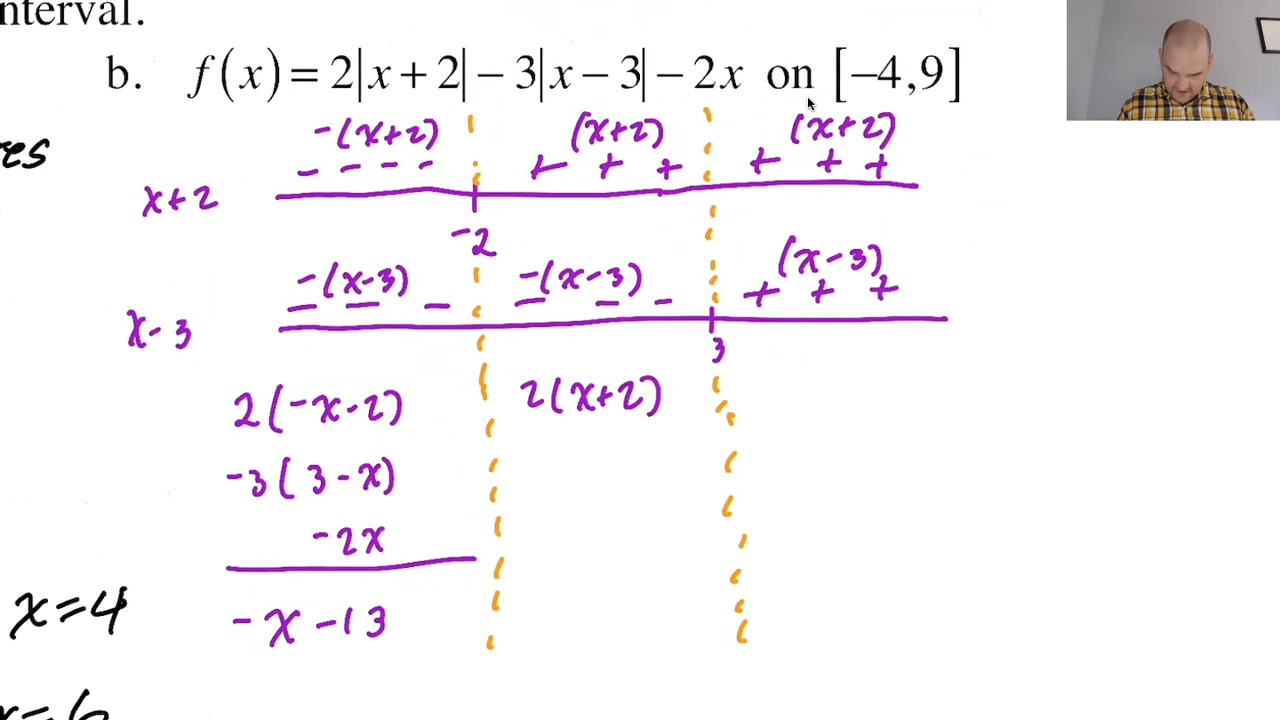 nterval.
b. f(x) = 2|x + 2| − 3|x − 3| − 2x on [−4,9]
es
-(x+2) (x+2) (x+2)
- - - - + + + + + +
x+2
-2
-(x-3) -(x-3) (x-3)
- - - - - - + + +
x-3
3
2(-x-2) 2(x+2)
-3(3-x)
-2x
-x-13
x=4
x=6